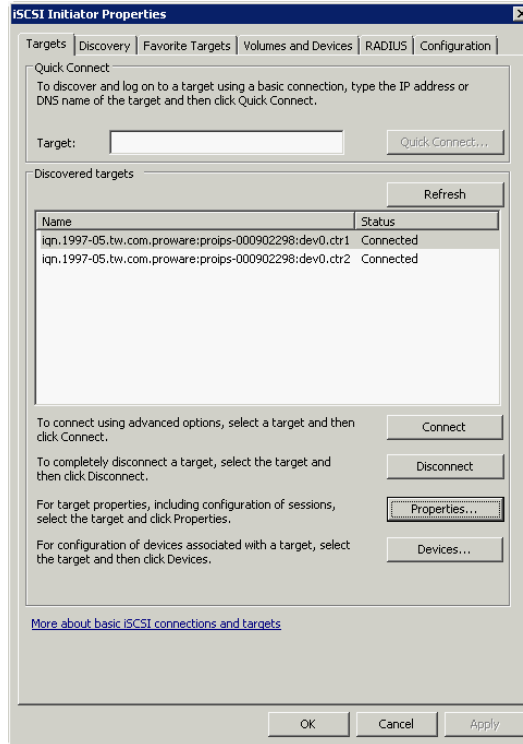 iSCSI Initiator Properties
Targets Discovery Favorite Targets Volumes and Devices RADIUS Configuration
Quick Connect
To discover and log on to a target using a basic connection, type the IP address or
DNS name of the target and then click Quick Connect.
Target: Quick Connect...
Discovered targets
Refresh
Name Status
iqn.1997-05.tw.com.proware:proips-000902298:dev0.ctr1 Connected
iqn.1997-05.tw.com.proware:proips-000902298:dev0.ctr2 Connected
To connect using advanced options, select a target and then
click Connect.
Connect
To completely disconnect a target, select the target and
then click Disconnect.
Disconnect
For target properties, including configuration of sessions,
select the target and click Properties.
Properties...
For configuration of devices associated with a target, select
the target and then click Devices.
Devices...
More about basic iSCSI connections and targets
OK Cancel Apply